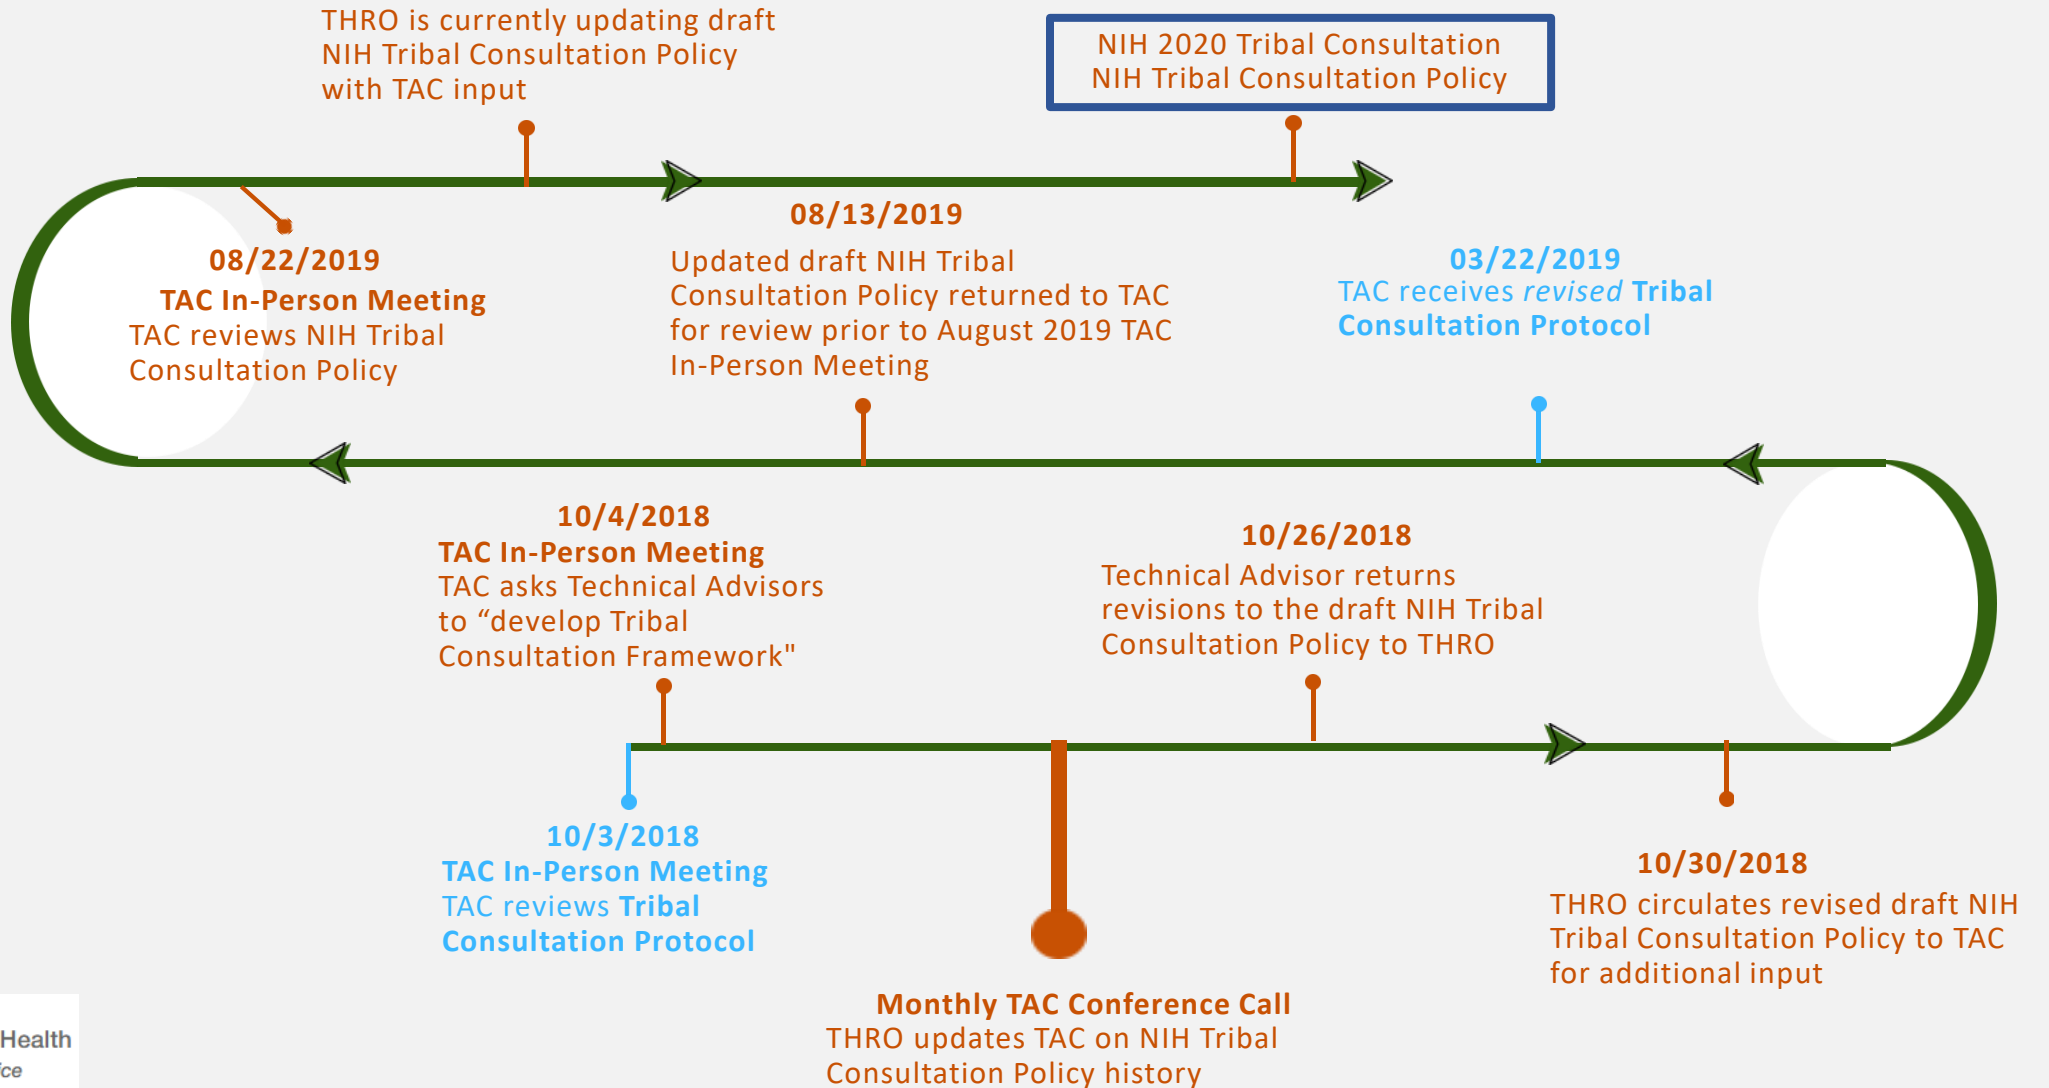 THRO is currently updating draft
NIH Tribal Consultation Policy
with TAC input
NIH 2020 Tribal Consultation
NIH Tribal Consultation Policy
08/22/2019
TAC In-Person Meeting
TAC reviews NIH Tribal
Consultation Policy
08/13/2019
Updated draft NIH Tribal
Consultation Policy returned to TAC
for review prior to August 2019 TAC
In-Person Meeting
03/22/2019
TAC receives revised Tribal
Consultation Protocol
10/4/2018
TAC In-Person Meeting
TAC asks Technical Advisors
to “develop Tribal
Consultation Framework"
10/26/2018
Technical Advisor returns
revisions to the draft NIH Tribal
Consultation Policy to THRO
10/3/2018
TAC In-Person Meeting
TAC reviews Tribal
Consultation Protocol
Monthly TAC Conference Call
THRO updates TAC on NIH Tribal
Consultation Policy history
10/30/2018
THRO circulates revised draft NIH
Tribal Consultation Policy to TAC
for additional input
Health